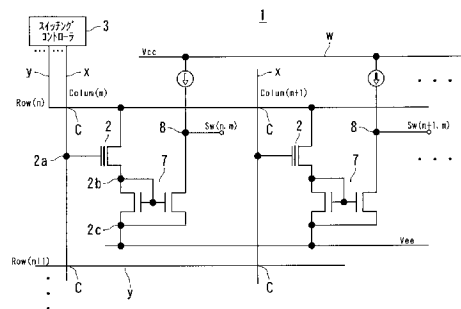 1
スイッチング
コントローラ
3
Vcc
w
y
x
x
Row(n)
Colum(m)
Colum(n+1)
C
C
2
8
Sw(n,m)
2
8
Sw(n+1,m)
2a
2b
7
7
2c
Vee
Row(n+1)
C
y
C